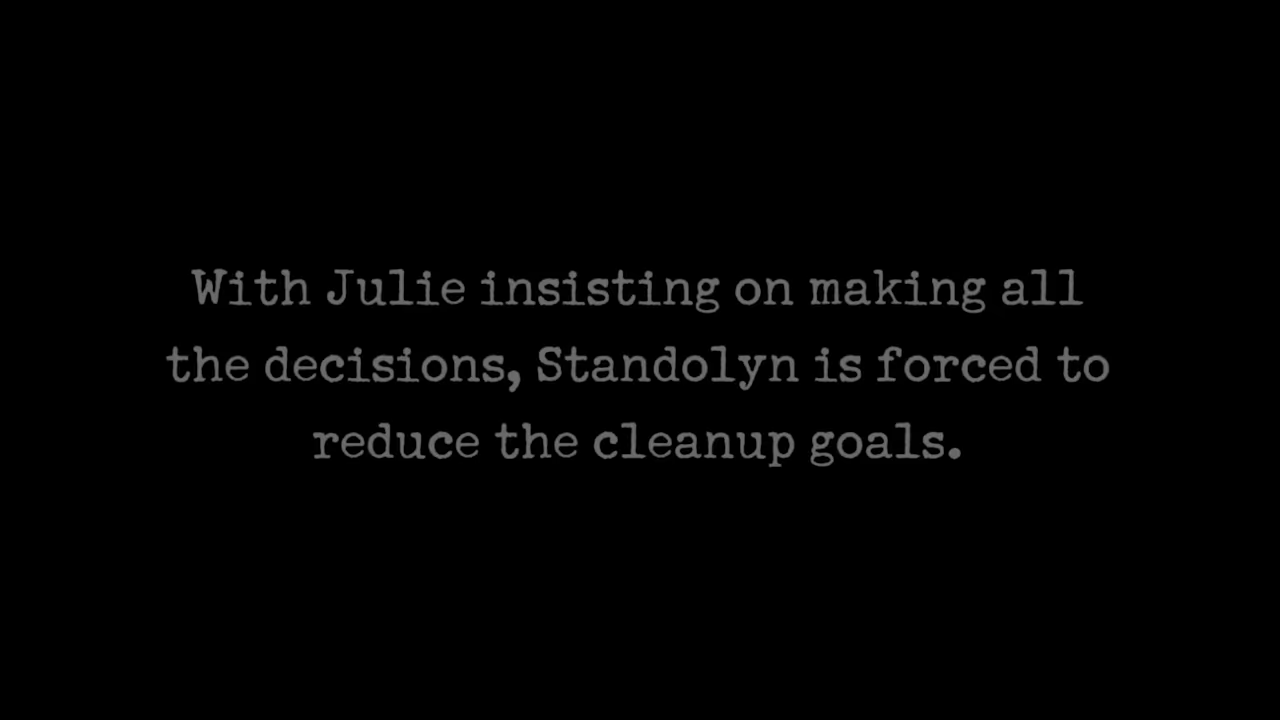 With Julie insisting on making all
the decisions, Standolyn is forced to
reduce the cleanup goals.